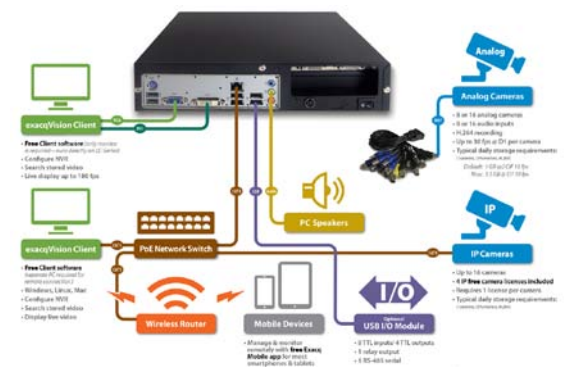 Analog
Analog Cameras
• 8 or 16 analog cameras
• 8 or 16 audio inputs
• H.264 recording
• Up to 30 fps @ D1 per camera
• Typical daily storage requirements:
exacqVision Client
• Free Client software
• Configure NVR
• Search stored video
• Live display up to 180 fps
PC Speakers
PoE Network Switch
exacqVision Client
• Free Client software
• Windows, Linux, Mac
• Configure NVR
• Search stored video
• Display live video
Wireless Router
Mobile Devices
• Manage & monitor
remotely with free Exacq
Mobile app for most
smartphones & tablets
I/O
Optional
USB I/O Module
• 8 TTL inputs/ 4 TTL outputs
• 1 relay output
IP
IP Cameras
• Up to 16 cameras
• 4 IP free camera licenses included
• Requires 1 license per camera
• Typical daily storage requirements: